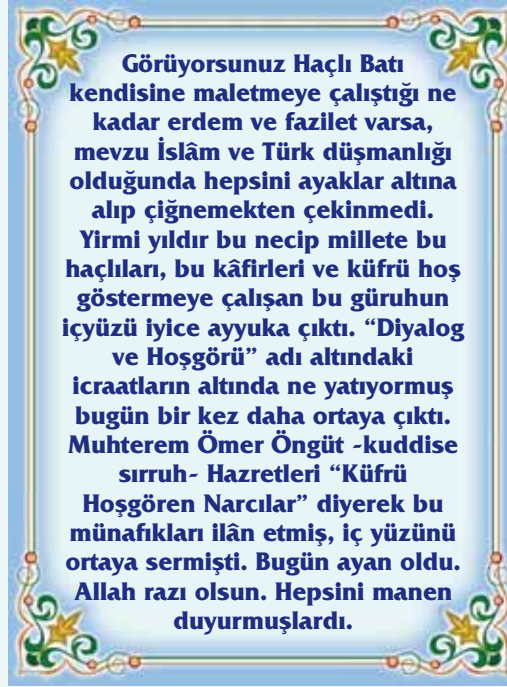 Görüyorsunuz Haçlı Batı
kendisine maletmeye çalıştığı ne
kadar erdem ve fazilet varsa,
mevzu İslâm ve Türk düşmanlığı
olduğunda hepsini ayaklar altına
alıp çiğnemekten çekinmedi.
Yirmi yıldır bu necip millete bu
haçlıları, bu kâfirleri ve küfrü hoş
göstermeye çalışan bu güruhun
içyüzü iyice ayyuka çıktı. “Diyalog
ve Hoşgörü” adı altındaki
icraatların altında ne yatıyormuş
bugün bir kez daha ortaya çıktı.
Muhterem Ömer Öngüt -kuddise
sırruh- Hazretleri “Küfrü
Hoşgören Narcılar” diyerek bu
münafıkları ilân etmiş, iç yüzünü
ortaya sermişti. Bugün ayan oldu.
Allah razı olsun. Hepsini manen
duyurmuşlardı.